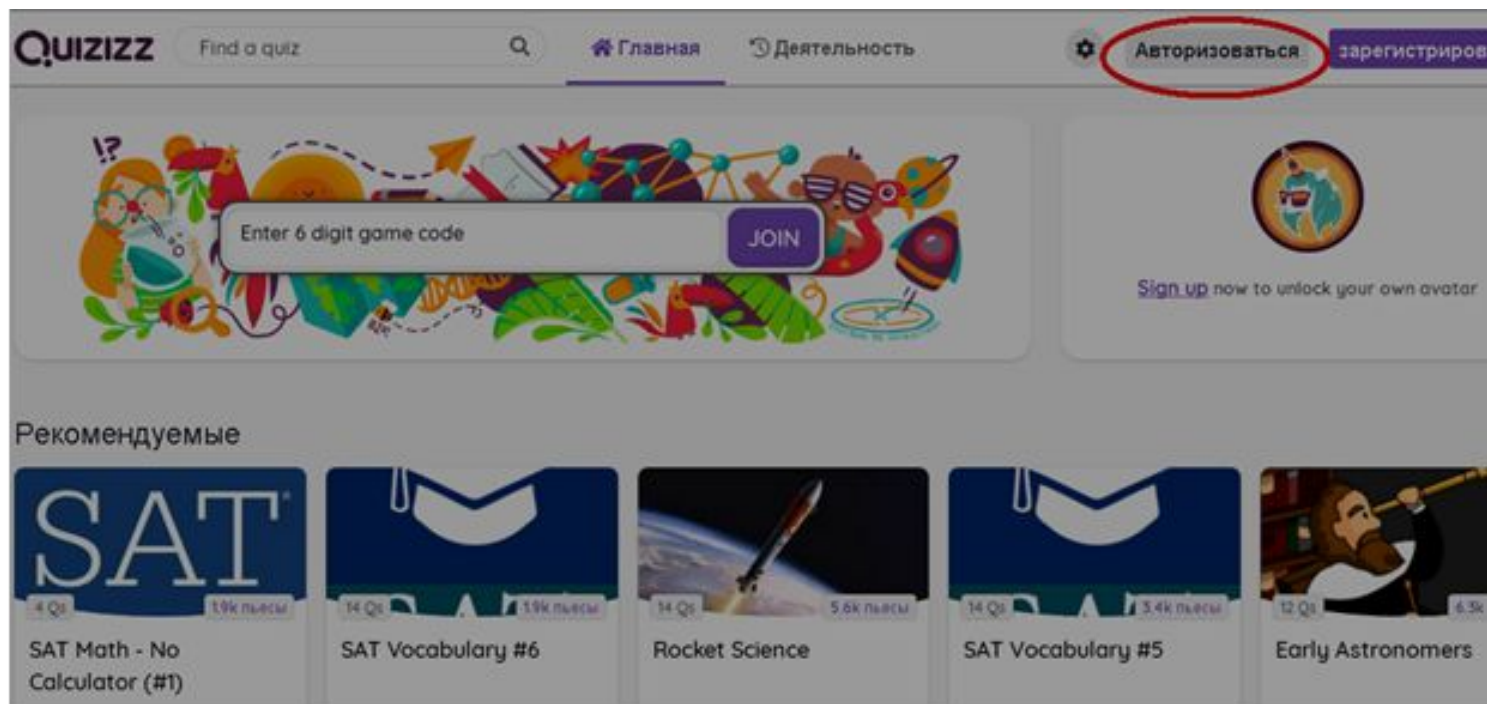 QUIZIZZ Find a quiz Главная Деятельность Авторизоваться зарегистриров
!?
Enter 6 digit game code JOIN
Sign up now to unlock your own avatar
Рекомендуемые
SAT
4 Qs 1.9k пьесы 14 Qs 1.9k пьесы 14 Qs 5.6k пьесы 14 Qs 3.4k пьесы 12 Qs 6.3k
SAT Math - No SAT Vocabulary #6 Rocket Science SAT Vocabulary #5 Early Astronomers
Calculator (#1)